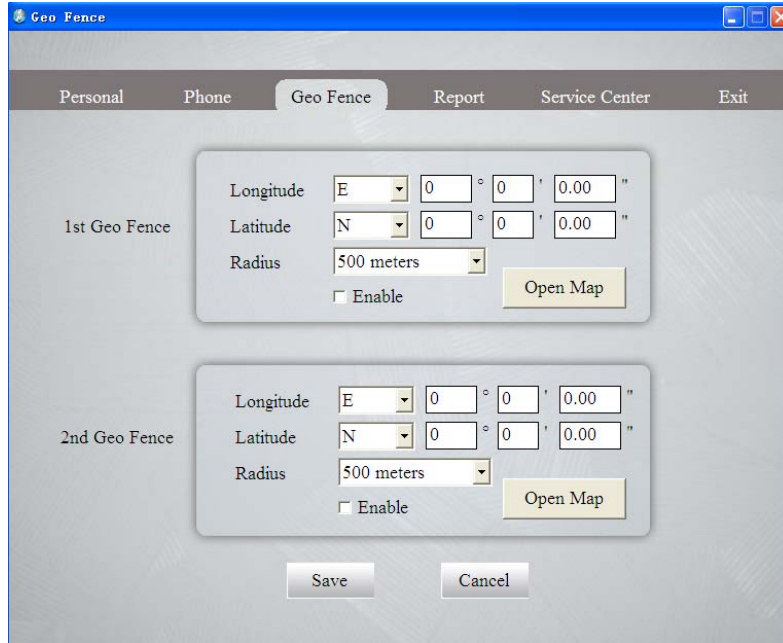 Geo Fence
Personal Phone Geo Fence Report Service Center Exit
1st Geo Fence
Longitude E 0 ° 0 ' 0.00 "
Latitude N 0 ° 0 ' 0.00 "
Radius 500 meters
Enable
Open Map
2nd Geo Fence
Longitude E 0 ° 0 ' 0.00 "
Latitude N 0 ° 0 ' 0.00 "
Radius 500 meters
Enable
Open Map
Save Cancel